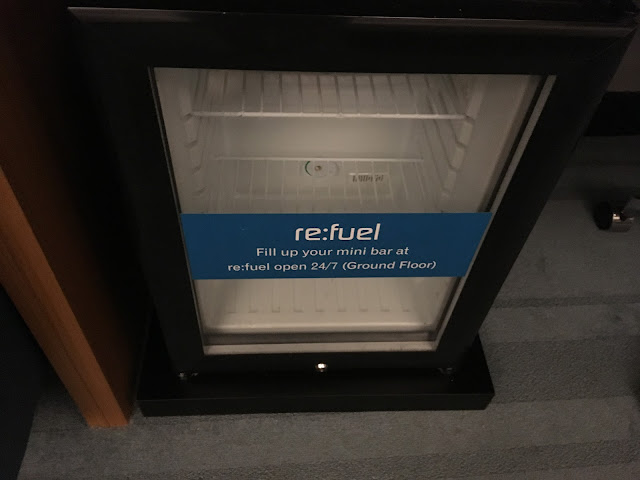 re:fuel
Fill up your mini bar at
re:fuel open 24/7 (Ground Floor)